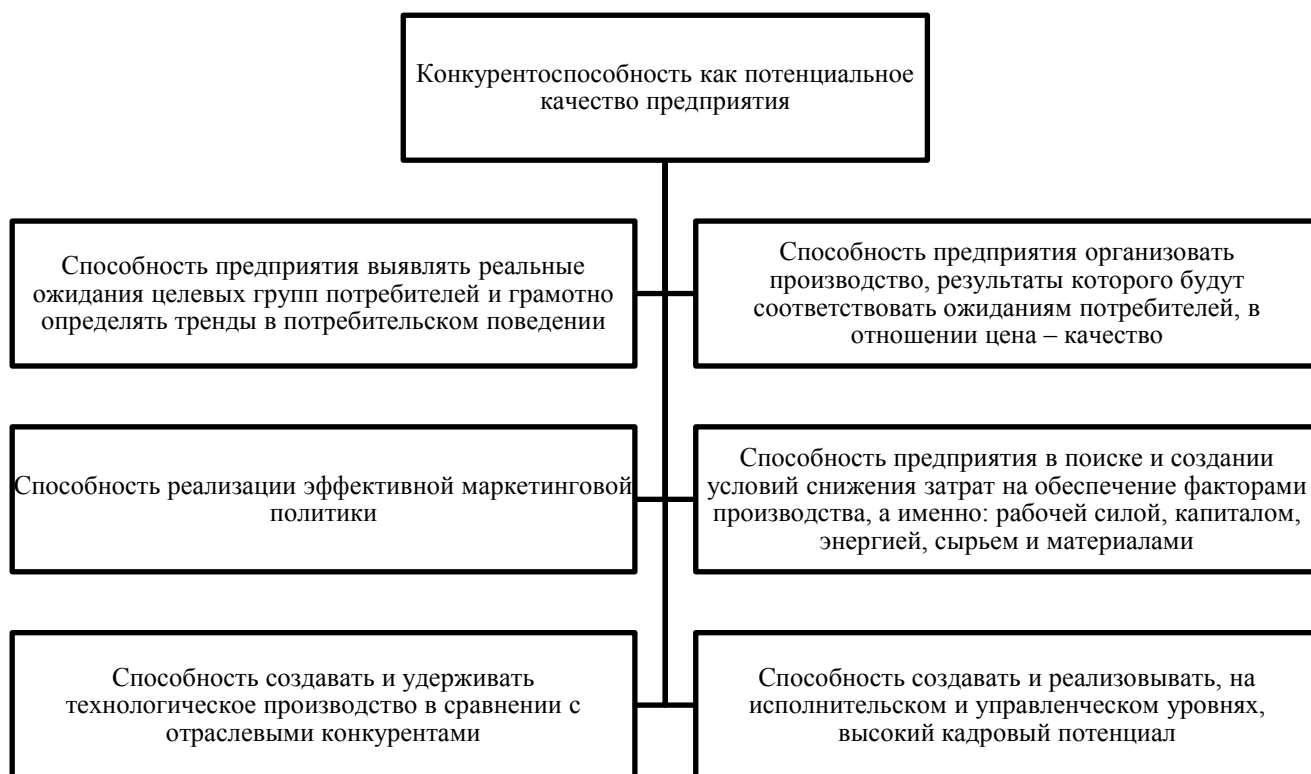 Конкурентоспособность как потенциальное
качество предприятия
Способность предприятия выявлять реальные
ожидания целевых групп потребителей и грамотно
определять тренды в потребительском поведении
Способность предприятия организовать
производство, результаты которого будут
соответствовать ожиданиям потребителей, в
отношении цена – качество
Способность реализации эффективной маркетинговой
политики
Способность предприятия в поиске и создании
условий снижения затрат на обеспечение факторами
производства, а именно: рабочей силой, капиталом,
энергией, сырьем и материалами
Способность создавать и удерживать
технологическое производство в сравнении с
отраслевыми конкурентами
Способность создавать и реализовывать, на
исполнительском и управленческом уровнях,
высокий кадровый потенциал